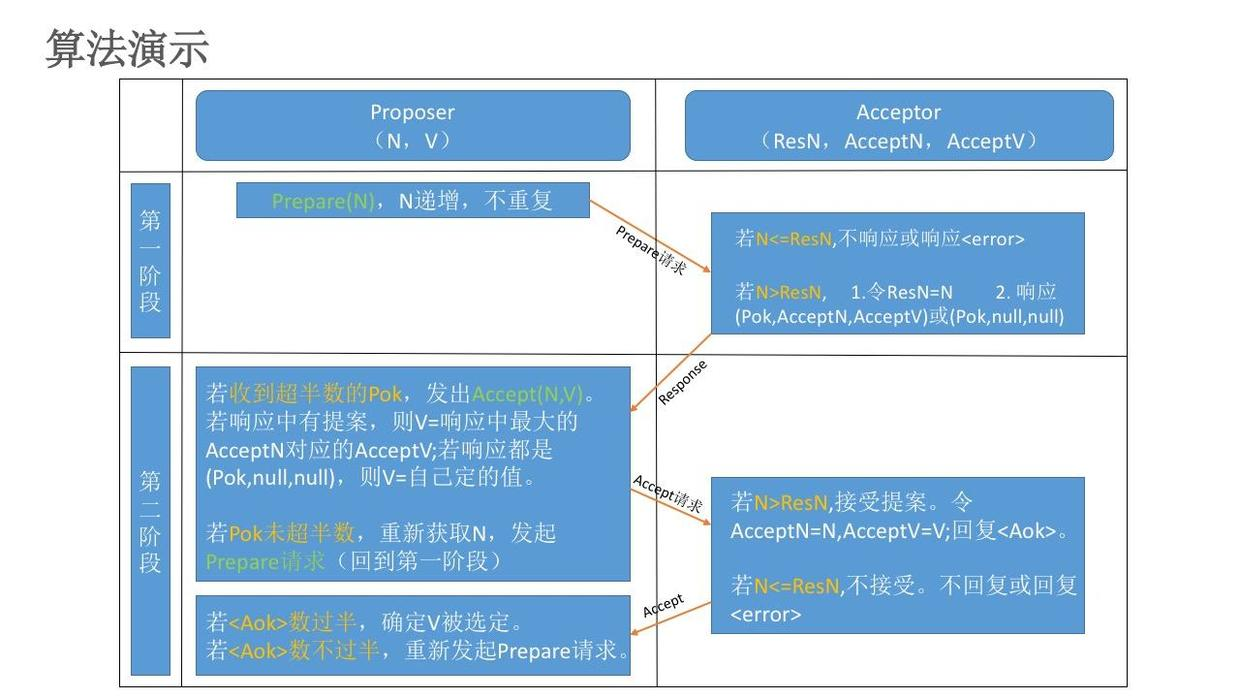 算法演示
Proposer
（N，V）
Acceptor
（ResN，AcceptN，AcceptV）
第一阶段
Prepare(N)，N递增，不重复
Prepare请求
若N<=ResN,不响应或响应<error>
若N>ResN, 1.令ResN=N 2. 响应
(Pok,AcceptN,AcceptV)或(Pok,null,null)
Response
第二阶段
若收到超半数的Pok，发出Accept(N,V)。
若响应中有提案，则V=响应中最大的
AcceptN对应的AcceptV;若响应都是
(Pok,null,null)，则V=自己定的值。
若Pok未超半数，重新获取N，发起
Prepare请求（回到第一阶段）
Accept请求
若N>ResN,接受提案。令
AcceptN=N,AcceptV=V;回复<Aok>。
若N<=ResN,不接受。不回复或回复
<error>
Accept
若<Aok>数过半，确定V被选定。
若<Aok>数不过半，重新发起Prepare请求。